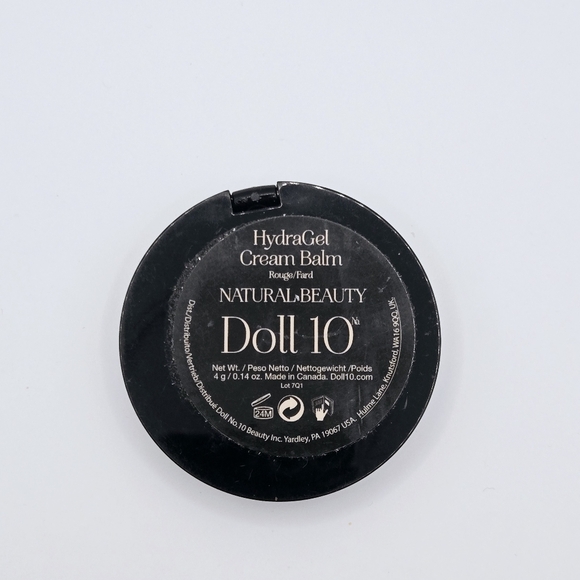 HydraGel
Cream Balm
Rouge/Fard
NATURAL BEAUTY
Doll 10
Net Wt. / Peso Netto / Nettogewicht /Poids
4 g / 0.14 oz. Made in Canada. Doll10.com
Lot 7Q1
24M
Dist./Distribuito/Vertrieb/Distribué Doll No.10 Beauty Inc. Yardley, PA 19067 USA. Hulme Lane, Knutsford, WA16 9QQ, UK.